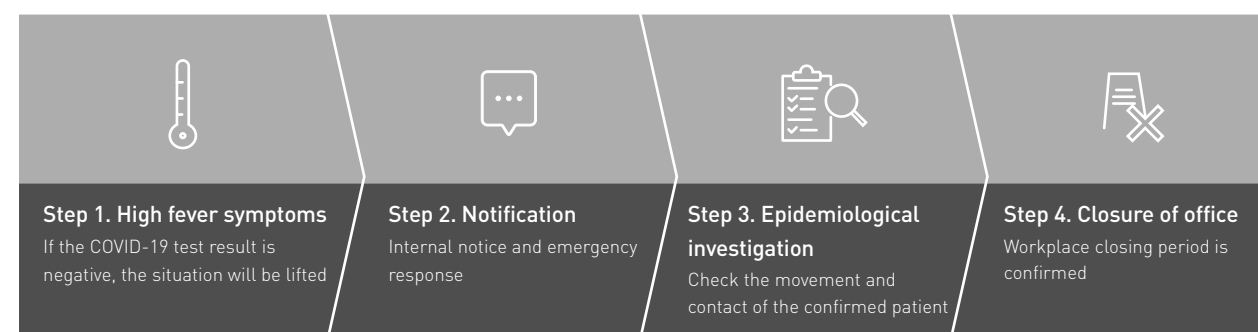 Step 1. High fever symptoms
If the COVID-19 test result is
negative, the situation will be lifted
Step 2. Notification
Internal notice and emergency
response
Step 3. Epidemiological
investigation
Check the movement and
contact of the confirmed patient
Step 4. Closure of office
Workplace closing period is
confirmed